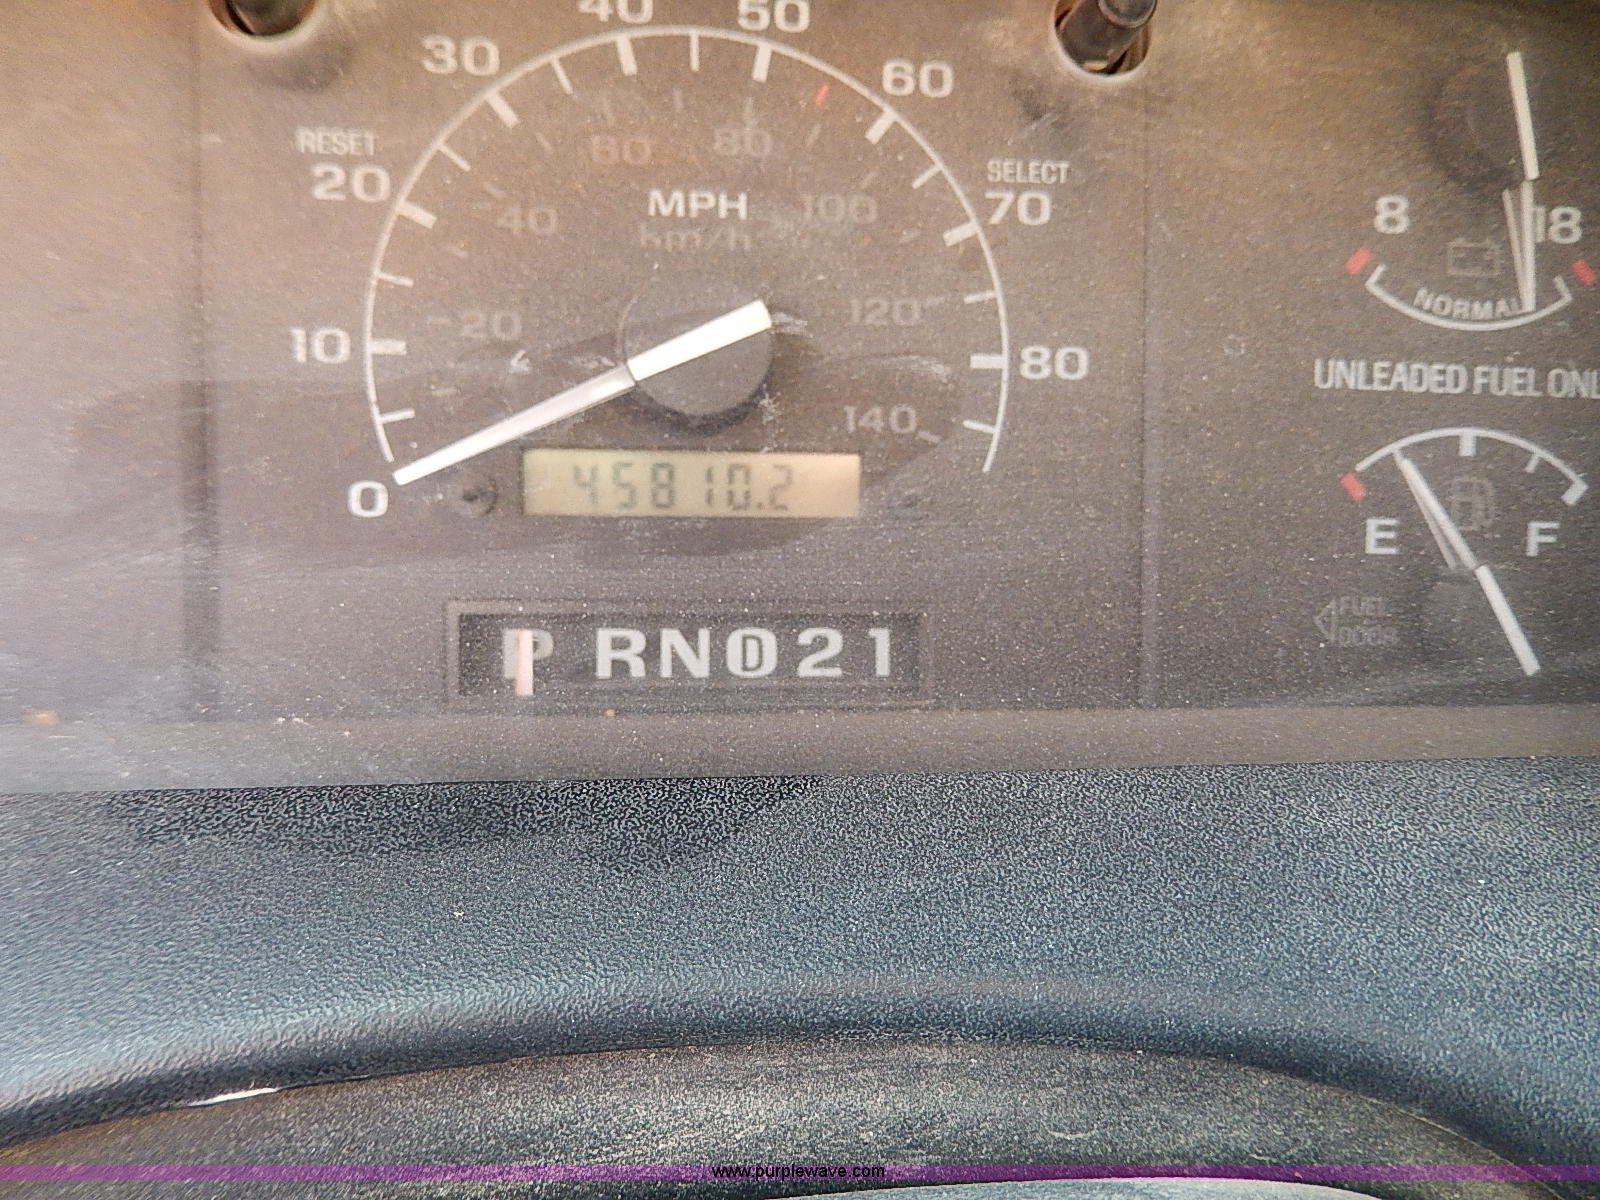 40 50
30 60
RESET SELECT
20 70
60 80
40 100
MPH
km/h
8 18
NORMAL
20 120
10 80
UNLEADED FUEL ONL
140
0
45810.2
E F
FUEL
DOOR
P RND21
www.purplewave.com